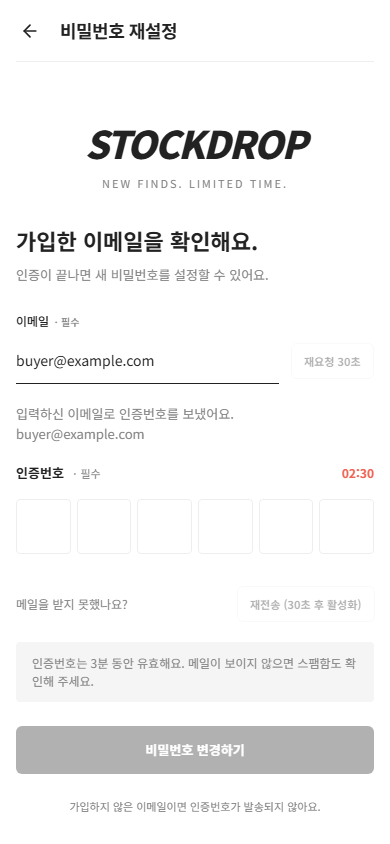 비밀번호 재설정
STOCKDROP
NEW FINDS. LIMITED TIME.
가입한 이메일을 확인해요.
인증이 끝나면 새 비밀번호를 설정할 수 있어요.
이메일 · 필수
buyer@example.com 재요청 30초
입력하신 이메일로 인증번호를 보냈어요.
buyer@example.com
인증번호 · 필수 02:30
메일을 받지 못했나요? 재전송 (30초 후 활성화)
인증번호는 3분 동안 유효해요. 메일이 보이지 않으면 스팸함도 확
인해 주세요.
비밀번호 변경하기
가입하지 않은 이메일이면 인증번호가 발송되지 않아요.